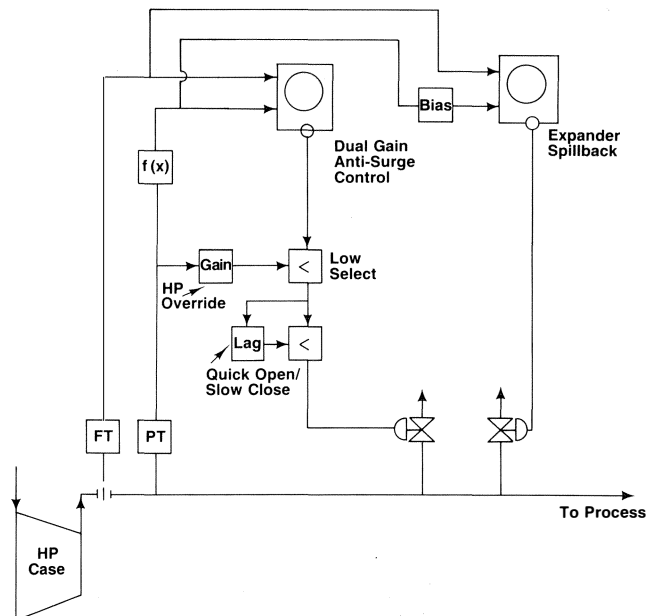 Bias
Expander
Spillback
Dual Gain
Anti-Surge
Control
f(x)
Gain
<
Low
Select
HP
Override
Lag
<
Quick Open/
Slow Close
FT
PT
To Process
HP
Case